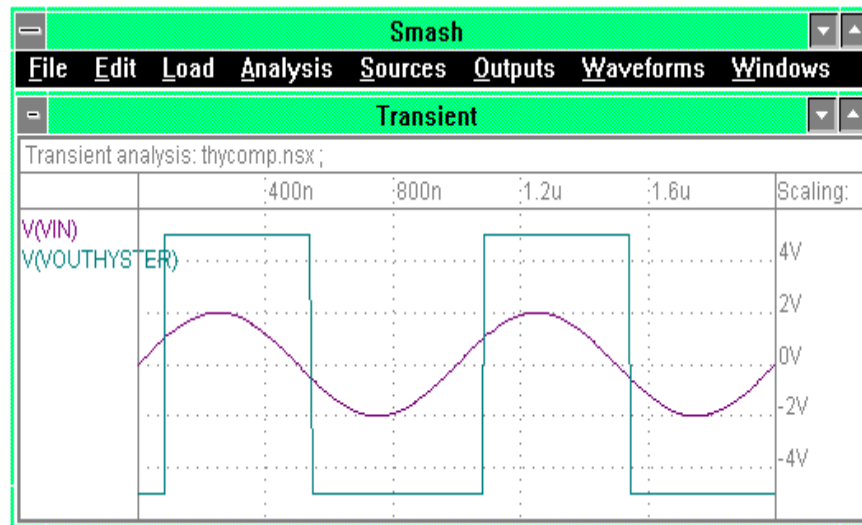 Smash
File Edit Load Analysis Sources Outputs Waveforms Windows
Transient
Transient analysis: thycomp.nsx ;
:400n :800n :1.2u :1.6u Scaling:
V(VIN)
V(VOUTHYSTER)
4V
2V
0V
-2V
-4V